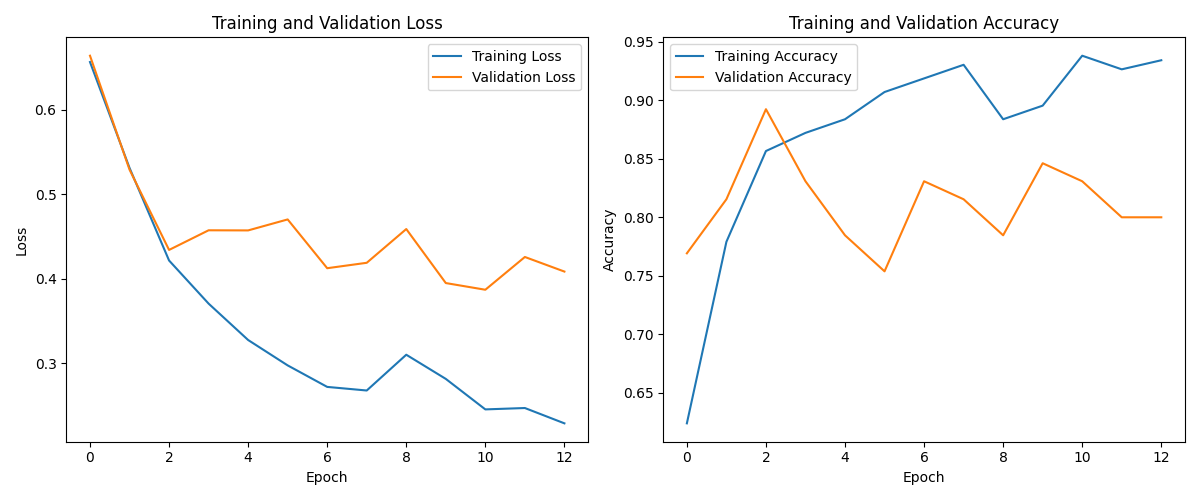 Training and Validation Loss
Training Loss
Validation Loss
Loss
0.6
0.5
0.4
0.3
0 2 4 6 8 10 12
Epoch
Training and Validation Accuracy
Training Accuracy
Validation Accuracy
Accuracy
0.95
0.90
0.85
0.80
0.75
0.70
0.65
0 2 4 6 8 10 12
Epoch